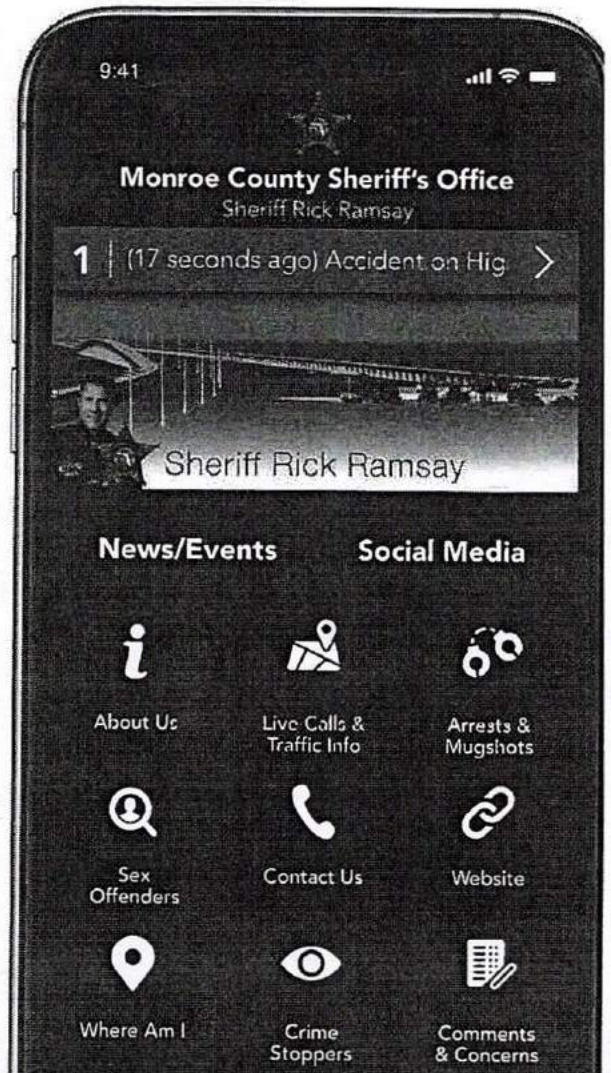 9:41
Monroe County Sheriff's Office
Sheriff Rick Ramsay
1 | (17 seconds ago) Accident on Hig
Sheriff Rick Ramsay
News/Events Social Media
About Us
Live Calls &
Traffic Info
Arrests &
Mugshots
Sex
Offenders
Contact Us
Website
Where Am I
Crime
Stoppers
Comments
& Concerns